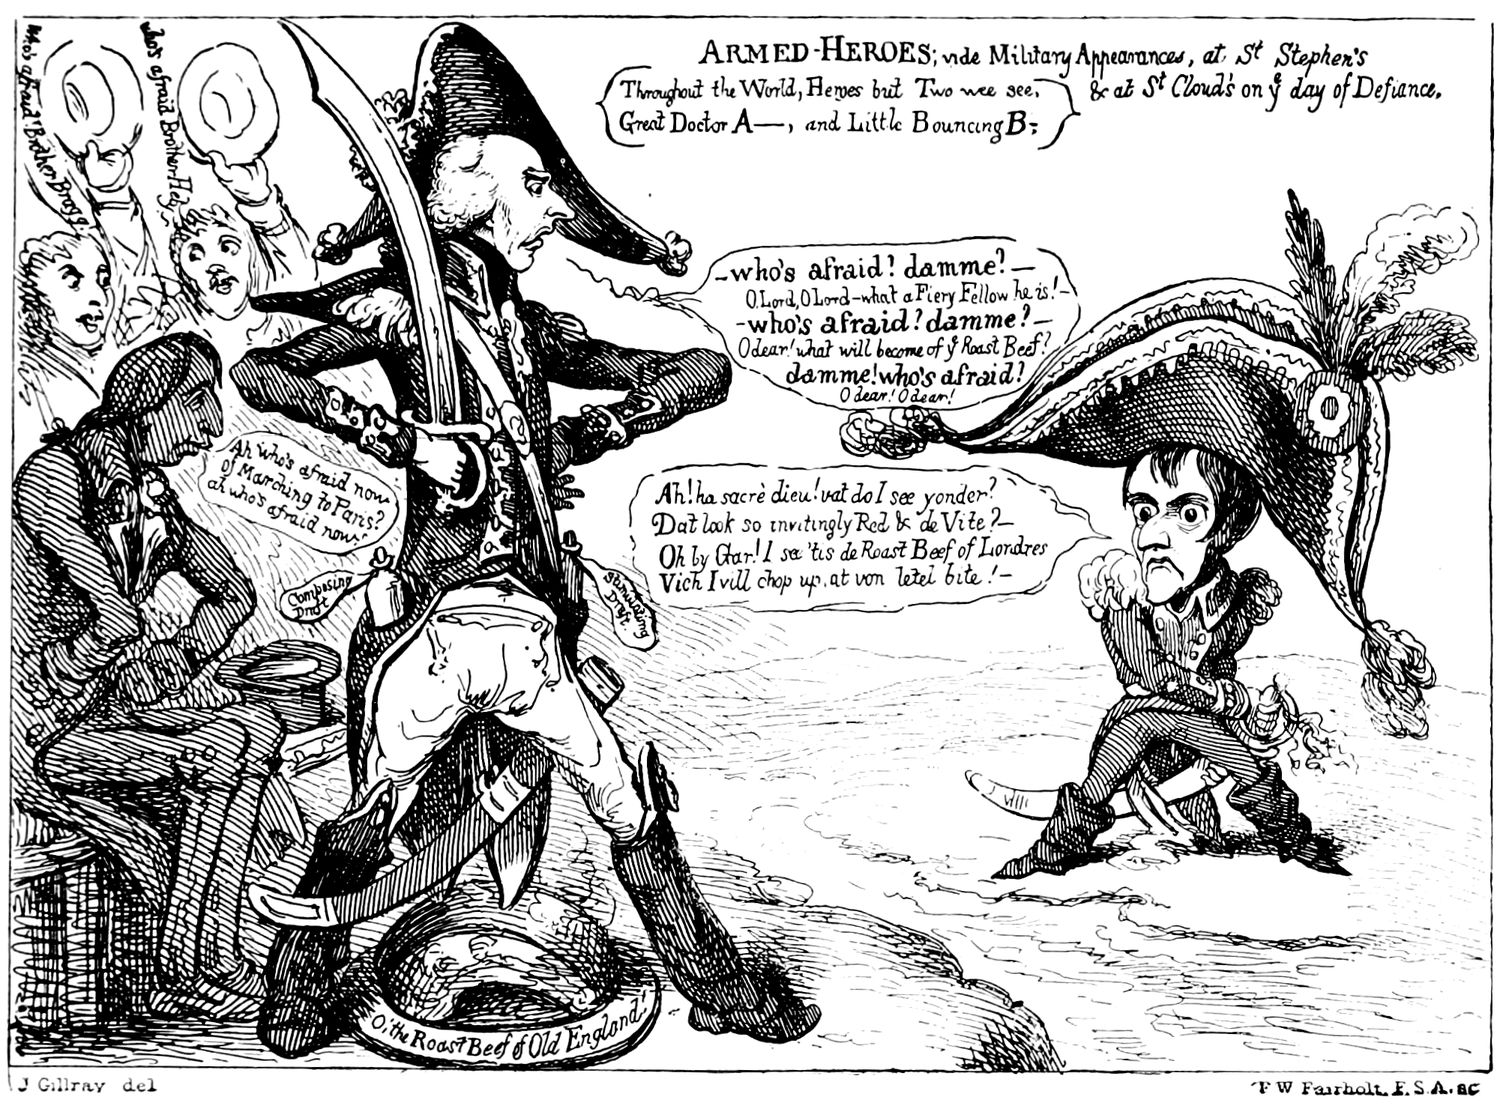 ARMED-HEROES; vide Military Appearances, at St Stephen's
& at St Cloud's on ye day of Defiance.
Throughout the World, Heroes but Two wee see,
Great Doctor A—, and Little Bouncing B—;
who's afraid Brother Bragg
who's afraid Brother Hely
—who's afraid? damme?—
O Lord, O Lord—what a Fiery Fellow he is!—
—who's afraid? damme?—
O dear! what will become of ye Roast Beef?
damme! who's afraid?
O dear! O dear!
Ah who's afraid now
of Marching to Paris?
ah who's afraid now!
Composing
Draft
Stimulating
Draft.
Ah! ha sacrè dieu! vat do I see yonder?
Dat look so invitingly Red & de Vite?—
Oh by Gar! I see 'tis de Roast Beef of Londres
Vich I vill chop up, at von letel bite!—
O, the Roast Beef of Old England!
J Gillray del
F W Fairholt, F.S.A. sc